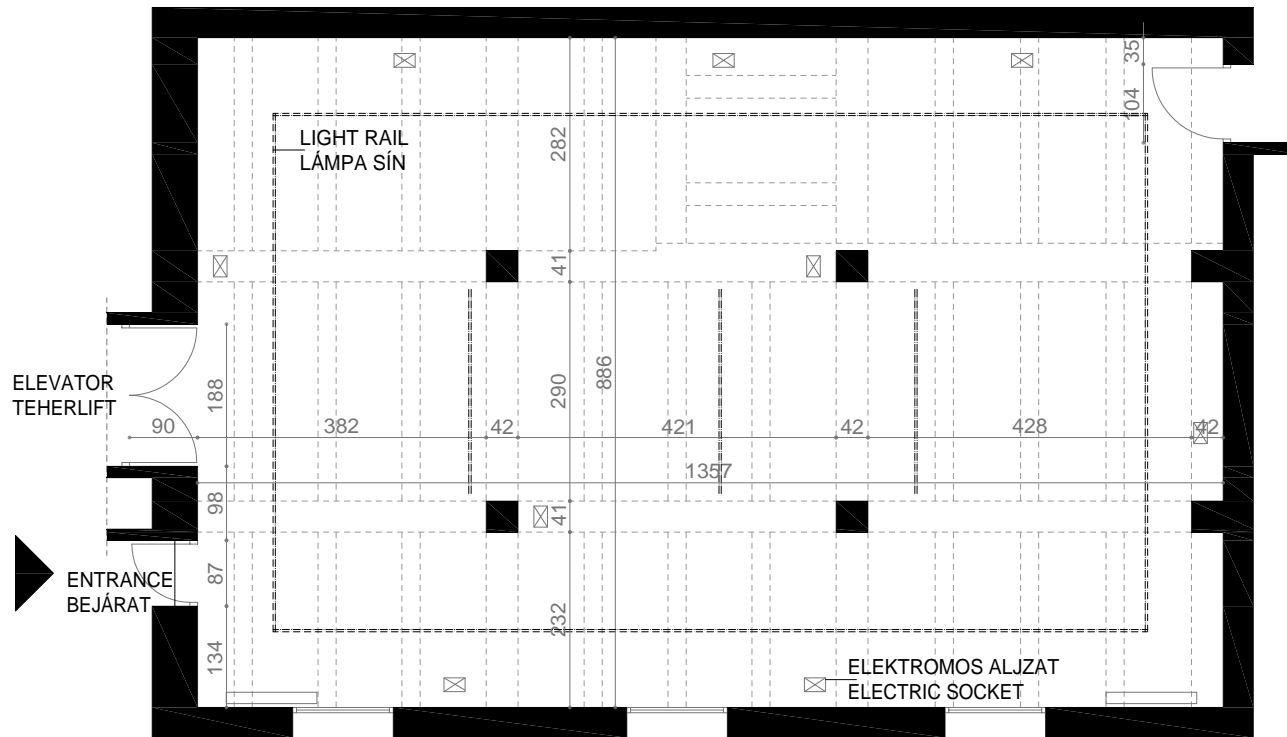 35
104
LIGHT RAIL
LÁMPA SÍN
282
41
ELEVATOR
TEHERLIFT
188
290
886
90
382
42
421
42
428
42
1357
98
41
ENTRANCE
BEJÁRAT
87
232
134
ELEKTROMOS ALJZAT
ELECTRIC SOCKET